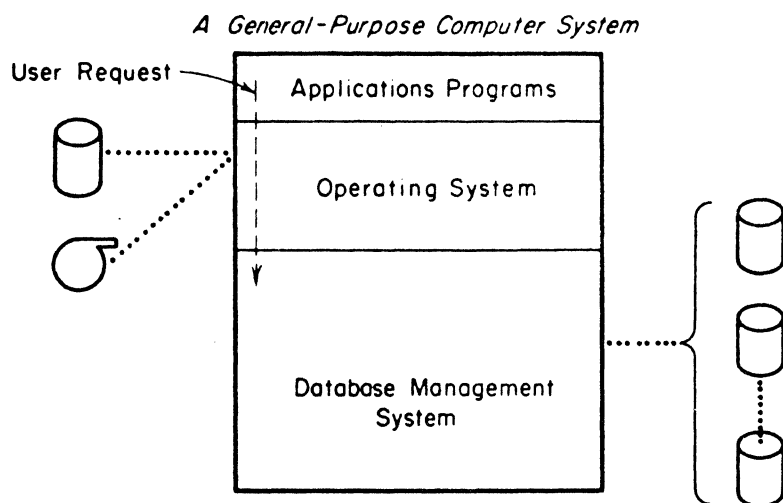 A General-Purpose Computer System
User Request
Applications Programs
Operating System
Database Management
System